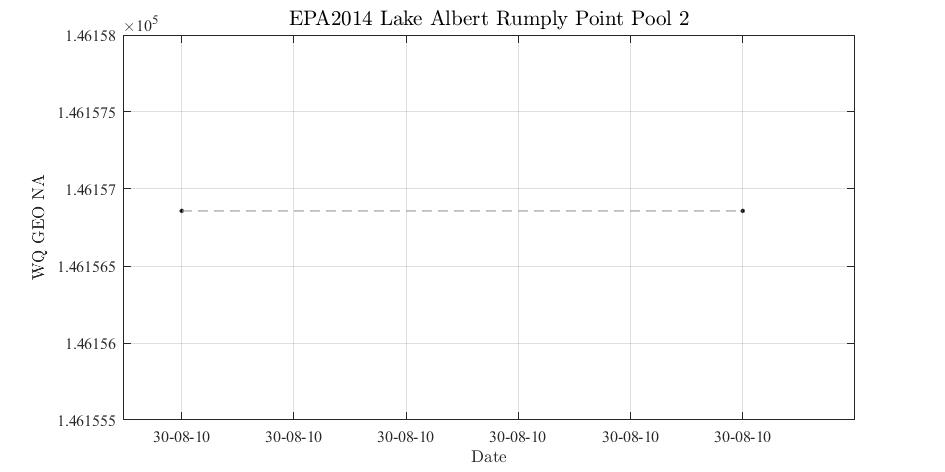 EPA2014 Lake Albert Rumply Point Pool 2
×10⁵
1.46158
1.461575
1.46157
1.461565
1.46156
1.461555
WQ GEO NA
30-08-10 30-08-10 30-08-10 30-08-10 30-08-10 30-08-10
Date